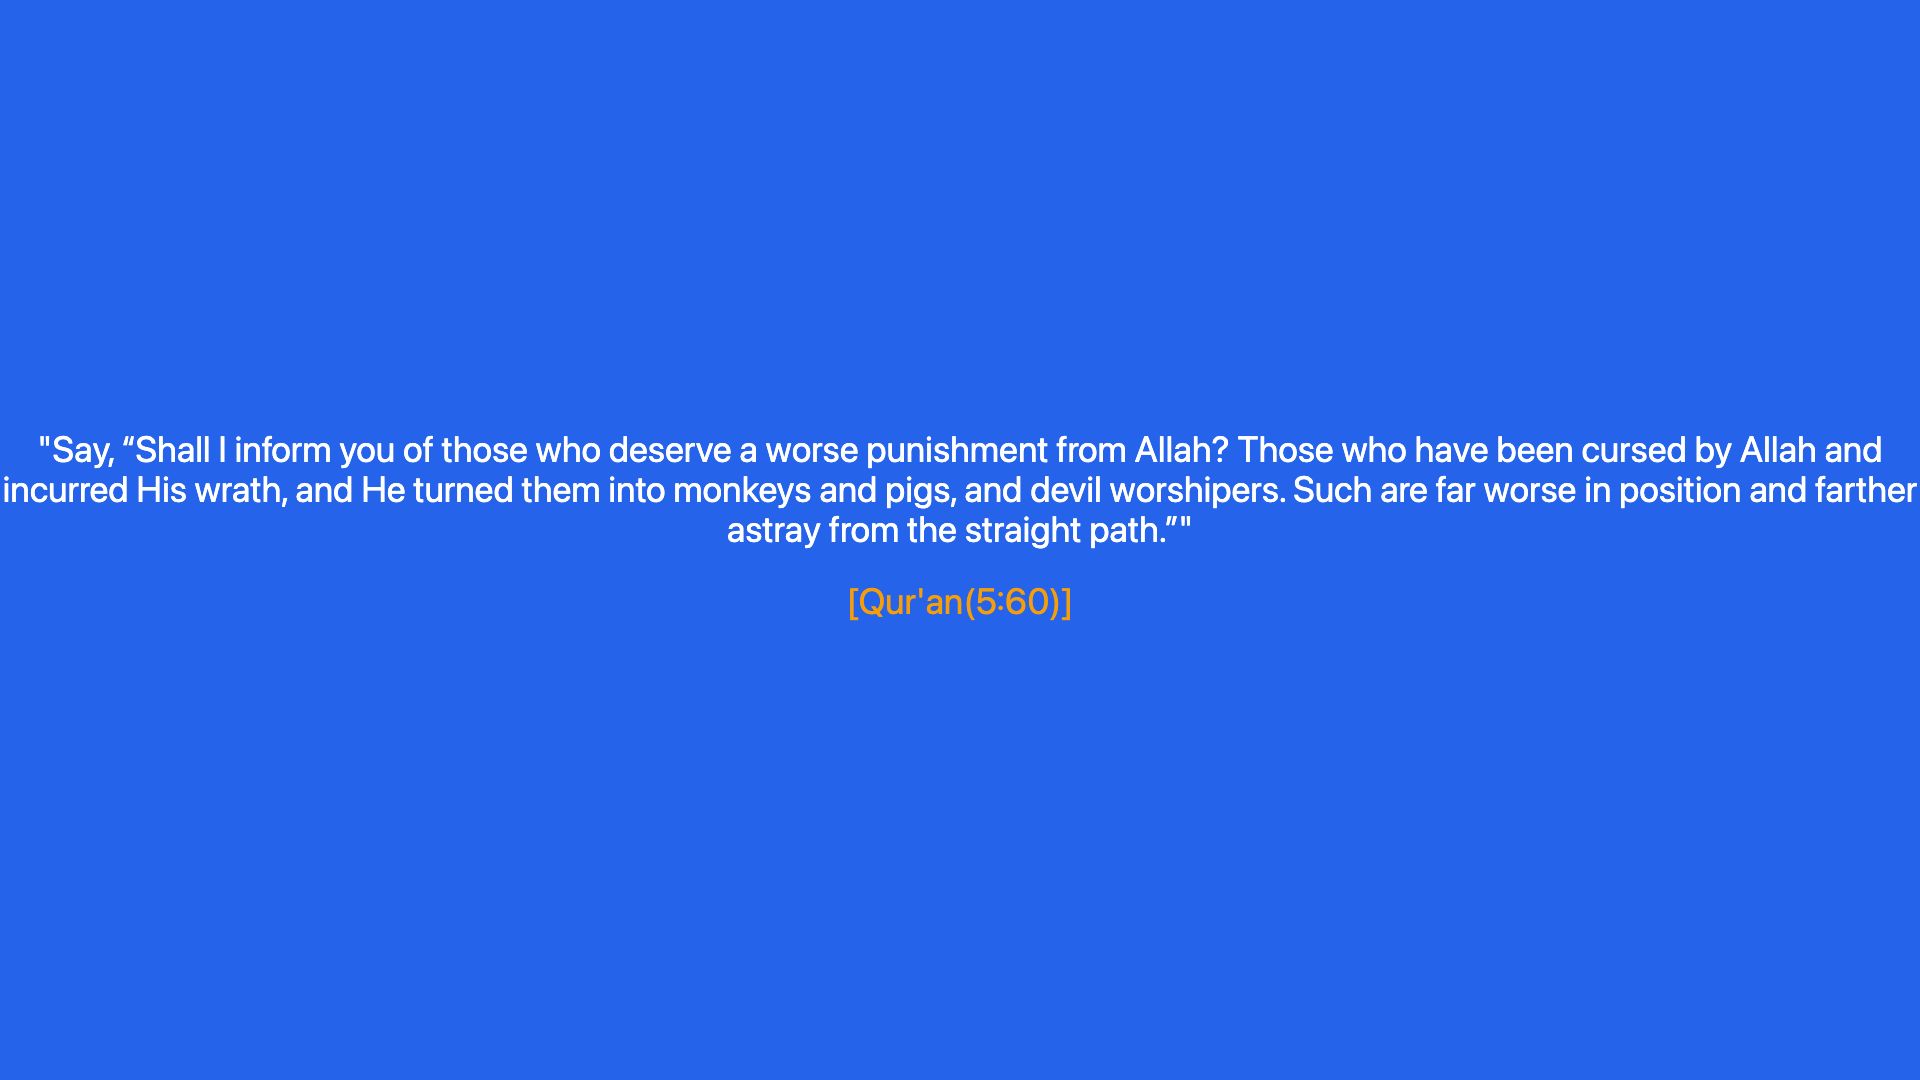 "Say, “Shall I inform you of those who deserve a worse punishment from Allah? Those who have been cursed by Allah and
incurred His wrath, and He turned them into monkeys and pigs, and devil worshipers. Such are far worse in position and farther
astray from the straight path.”"
[Qur'an(5:60)]